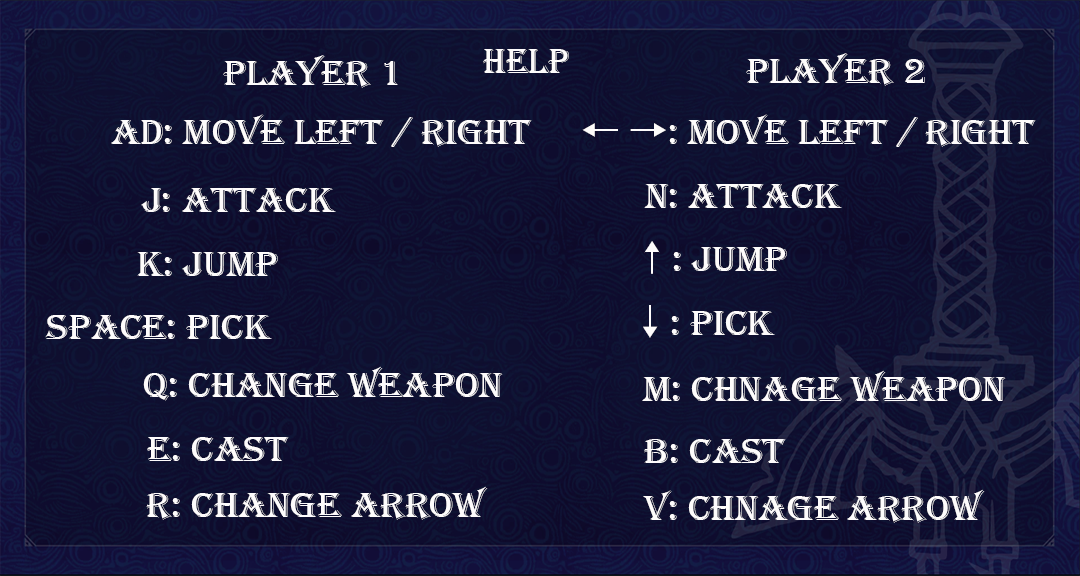 HELP
PLAYER 1
AD: MOVE LEFT / RIGHT
J: ATTACK
K: JUMP
SPACE: PICK
Q: CHANGE WEAPON
E: CAST
R: CHANGE ARROW
PLAYER 2
← →: MOVE LEFT / RIGHT
N: ATTACK
↑ : JUMP
↓ : PICK
M: CHNAGE WEAPON
B: CAST
V: CHNAGE ARROW